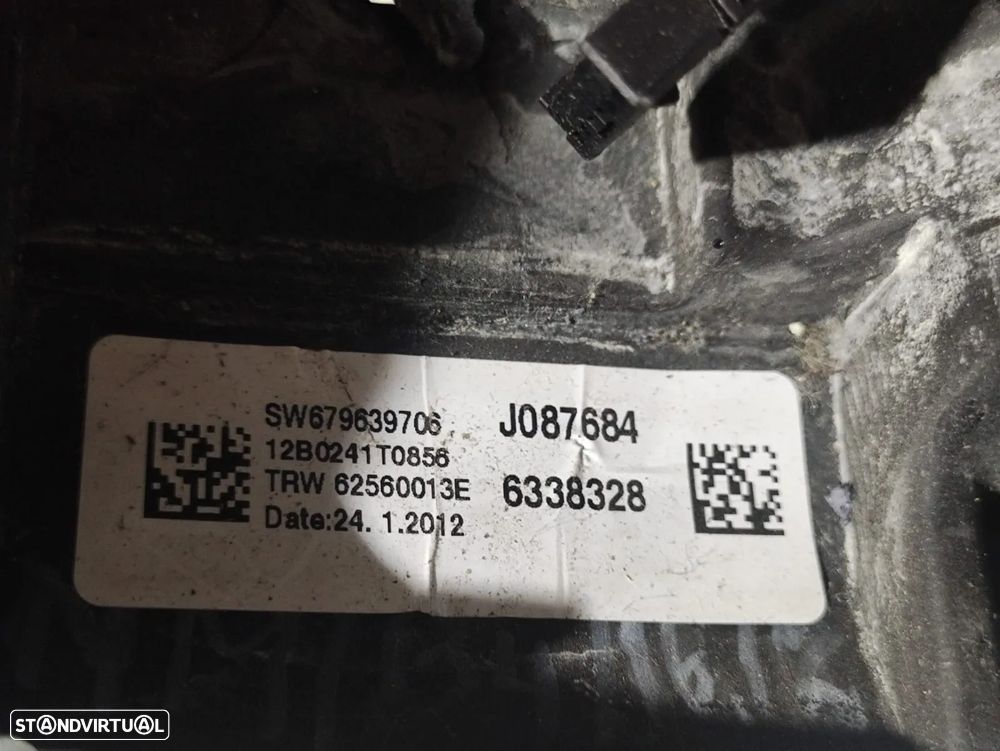 SW679639706
J087684
12B0241T0856
TRW 62560013E
6338328
Date:24. 1.2012
STANDVIRTUAL